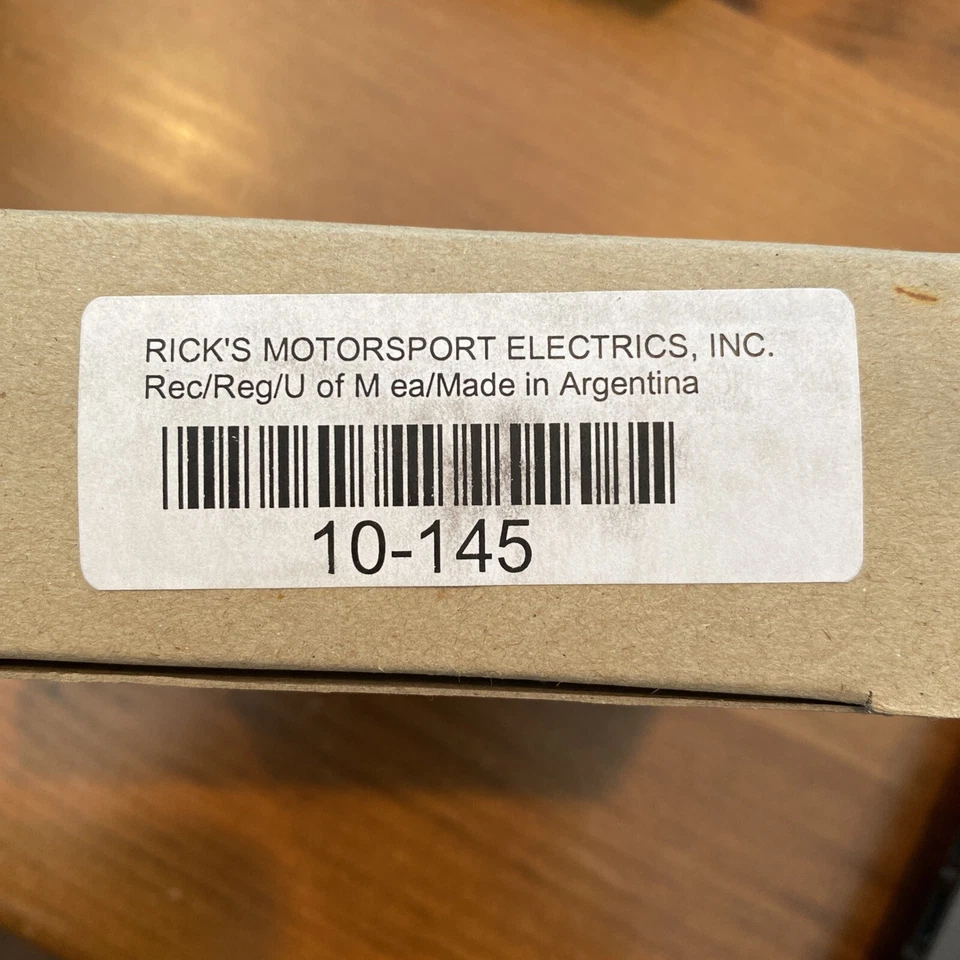 RICK'S MOTORSPORT ELECTRICS, INC.
Rec/Reg/U of M ea/Made in Argentina
10-145